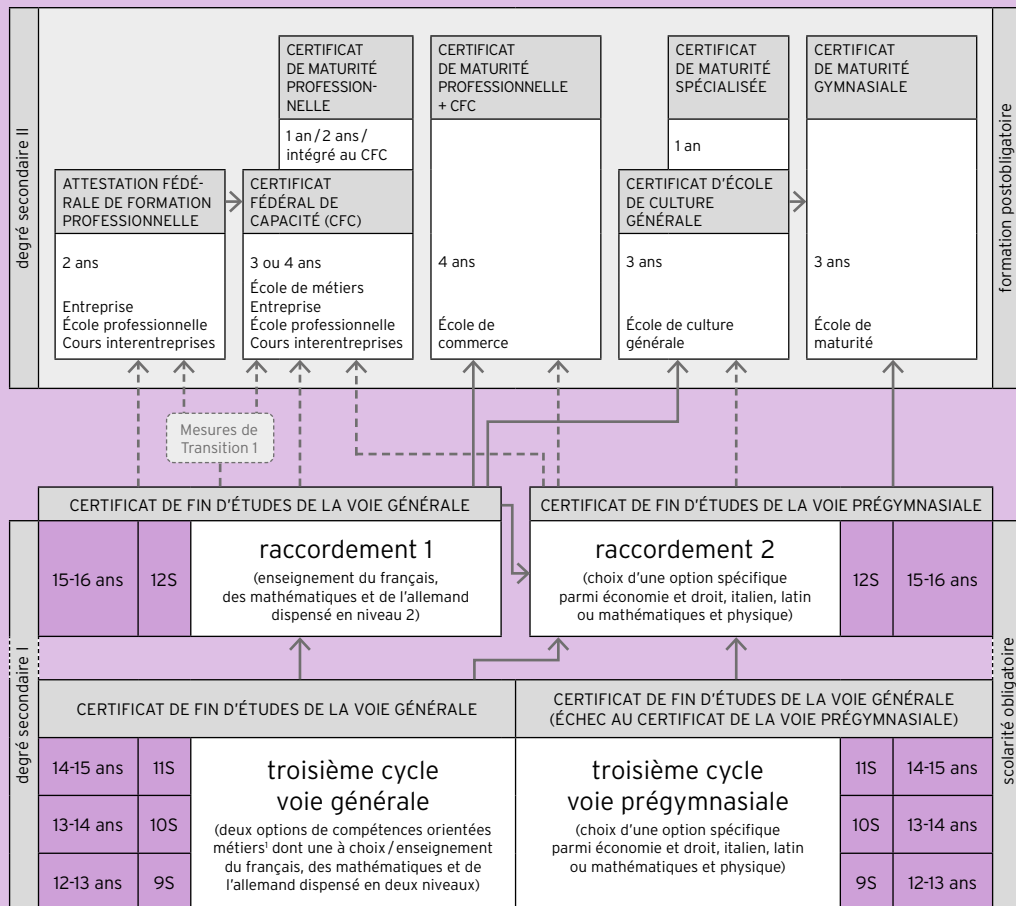 degré secondaire II
formation postobligatoire
CERTIFICAT
DE MATURITÉ
PROFESSION-
NELLE
1 an / 2 ans /
intégré au CFC
CERTIFICAT
DE MATURITÉ
PROFESSIONNELLE
+ CFC
CERTIFICAT
DE MATURITÉ
SPÉCIALISÉE
1 an
CERTIFICAT
DE MATURITÉ
GYMNASIALE
ATTESTATION FÉDÉ-
RALE DE FORMATION
PROFESSIONNELLE
2 ans
Entreprise
École professionnelle
Cours interentreprises
CERTIFICAT
FÉDÉRAL DE
CAPACITÉ (CFC)
3 ou 4 ans
École de métiers
Entreprise
École professionnelle
Cours interentreprises
4 ans
École de
commerce
CERTIFICAT D'ÉCOLE
DE CULTURE
GÉNÉRALE
3 ans
École de culture
générale
3 ans
École de
maturité
Mesures de
Transition 1
degré secondaire I
scolarité obligatoire
CERTIFICAT DE FIN D'ÉTUDES DE LA VOIE GÉNÉRALE
15-16 ans
12S
raccordement 1
(enseignement du français,
des mathématiques et de l'allemand
dispensé en niveau 2)
CERTIFICAT DE FIN D'ÉTUDES DE LA VOIE PRÉGYMNASIALE
raccordement 2
(choix d'une option spécifique
parmi économie et droit, italien, latin
ou mathématiques et physique)
12S
15-16 ans
CERTIFICAT DE FIN D'ÉTUDES DE LA VOIE GÉNÉRALE
14-15 ans
11S
13-14 ans
10S
12-13 ans
9S
troisième cycle
voie générale
(deux options de compétences orientées
métiers¹ dont une à choix / enseignement
du français, des mathématiques et de
l'allemand dispensé en deux niveaux)
CERTIFICAT DE FIN D'ÉTUDES DE LA VOIE GÉNÉRALE
(ÉCHEC AU CERTIFICAT DE LA VOIE PRÉGYMNASIALE)
troisième cycle
voie prégymnasiale
(choix d'une option spécifique
parmi économie et droit, italien, latin
ou mathématiques et physique)
11S
14-15 ans
10S
13-14 ans
9S
12-13 ans